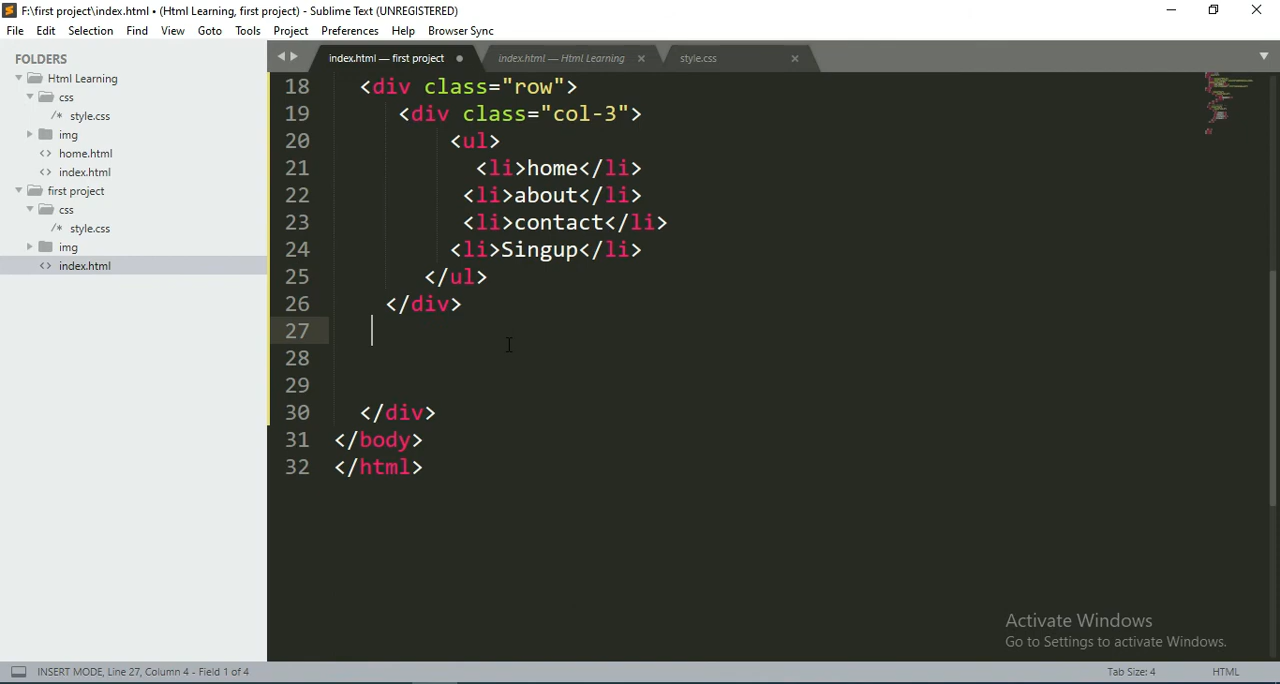 F:\first project\index.html • (Html Learning, first project) - Sublime Text (UNREGISTERED)
File Edit Selection Find View Goto Tools Project Preferences Help Browser Sync
FOLDERS
Html Learning
css
/* style.css
img
<> home.html
<> index.html
first project
css
/* style.css
img
<> index.html
index.html — first project
index.html — Html Learning
style.css
18 <div class="row">
19 <div class="col-3">
20 <ul>
21 <li>home</li>
22 <li>about</li>
23 <li>contact</li>
24 <li>Singup</li>
25 </ul>
26 </div>
27
28
29
30 </div>
31 </body>
32 </html>
Activate Windows
Go to Settings to activate Windows.
INSERT MODE, Line 27, Column 4 - Field 1 of 4
Tab Size: 4
HTML